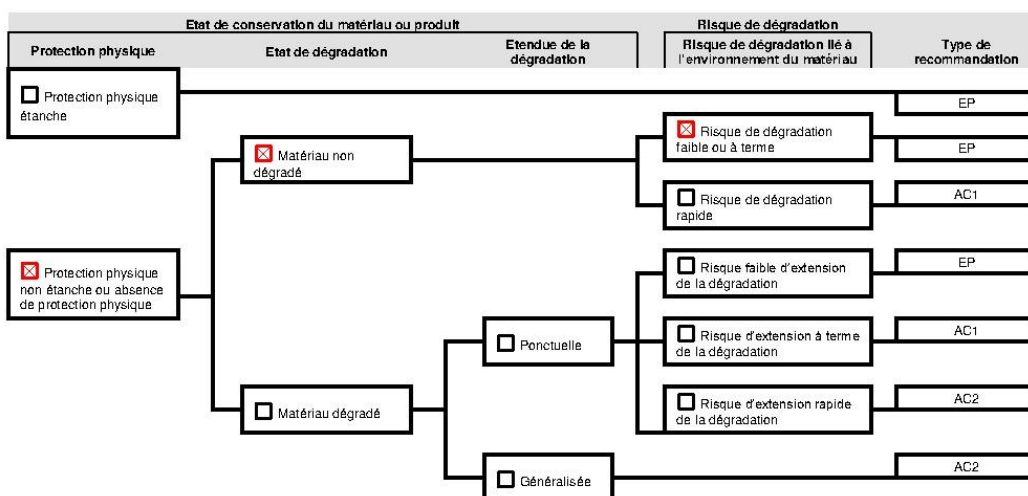 Etat de conservation du matériau ou produit
Risque de dégradation
Protection physique
Etat de dégradation
Etendue de la
dégradation
Risque de dégradation lié à
l'environnement du matériau
Type de
recommandation
Protection physique
étanche
EP
Matériau non
dégradé
Risque de dégradation
faible ou à terme
EP
Risque de dégradation
rapide
AC1
Protection physique
non étanche ou absence
de protection physique
Risque faible d'extension
de la dégradation
EP
Ponctuelle
Risque d'extension à terme
de la dégradation
AC1
Matériau dégradé
Risque d'extension rapide
de la dégradation
AC2
Généralisée
AC2